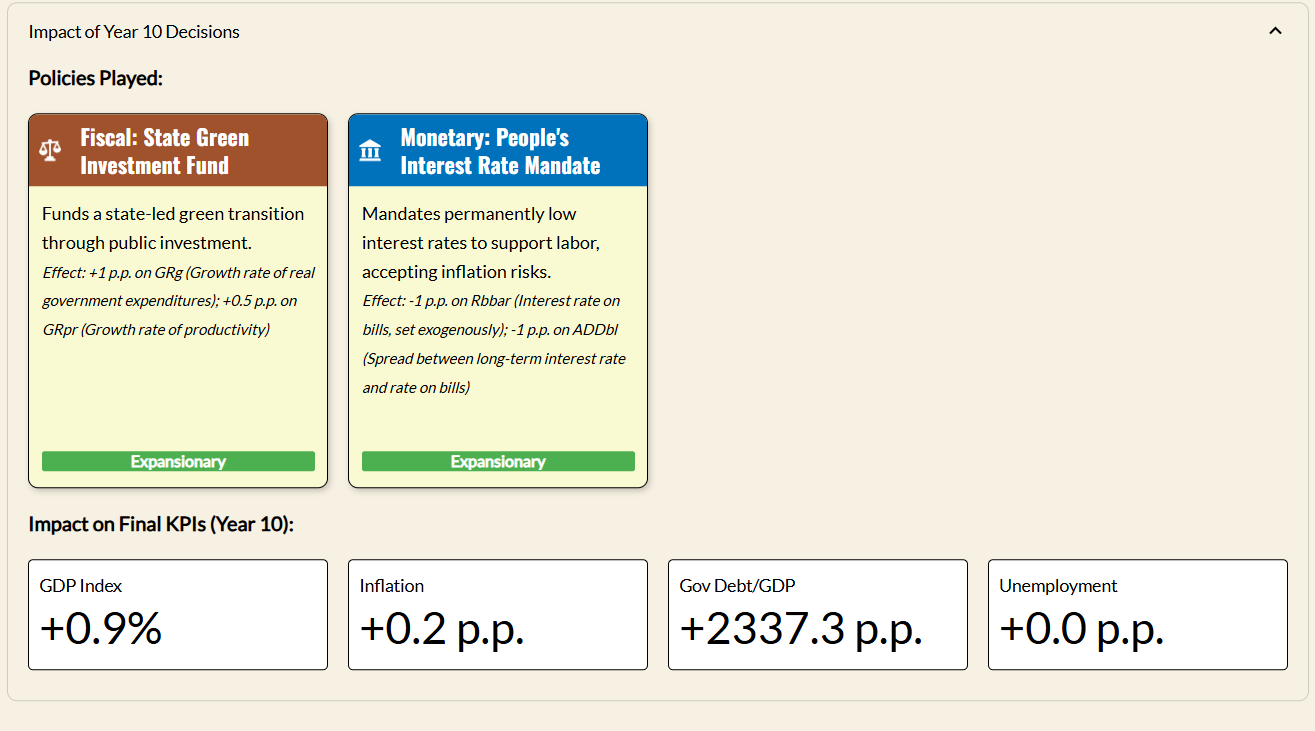 Impact of Year 10 Decisions
Policies Played:
Fiscal: State Green
Investment Fund
Funds a state-led green transition
through public investment.
Effect: +1 p.p. on GRg (Growth rate of real
government expenditures); +0.5 p.p. on
GRpr (Growth rate of productivity)
Expansionary
Monetary: People's
Interest Rate Mandate
Mandates permanently low
interest rates to support labor,
accepting inflation risks.
Effect: -1 p.p. on Rbbar (Interest rate on
bills, set exogenously); -1 p.p. on ADDbl
(Spread between long-term interest rate
and rate on bills)
Expansionary
Impact on Final KPIs (Year 10):
GDP Index
+0.9%
Inflation
+0.2 p.p.
Gov Debt/GDP
+2337.3 p.p.
Unemployment
+0.0 p.p.